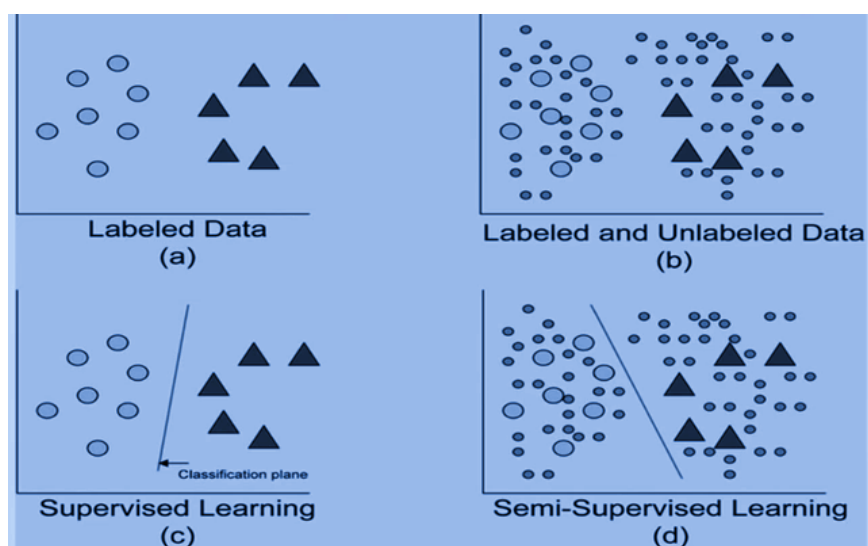 Labeled Data
(a)
Labeled and Unlabeled Data
(b)
Classification plane
Supervised Learning
(c)
Semi-Supervised Learning
(d)